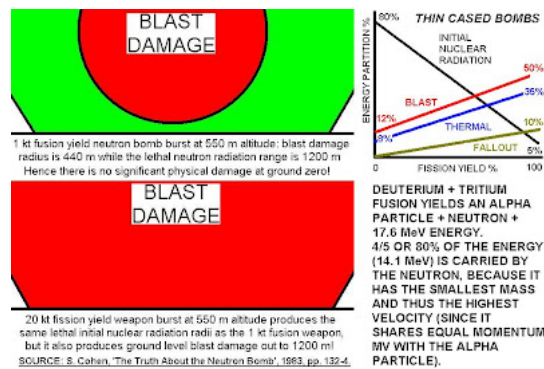 BLAST
DAMAGE
1 kt fusion yield neutron bomb burst at 550 m altitude: blast damage
radius is 440 m while the lethal neutron radiation range is 1200 m
Hence there is no significant physical damage at ground zero!
BLAST
DAMAGE
20 kt fission yield weapon burst at 550 m altitude produces the
same lethal initial nuclear radiation radii as the 1 kt fusion weapon,
but it also produces ground level blast damage out to 1200 m!
SOURCE: S. Cohen, 'The Truth About the Neutron Bomb', 1983, pp. 132-4.
THIN CASED BOMBS
80%
INITIAL
NUCLEAR
RADIATION
ENERGY PARTITION %
50%
BLAST
36%
12%
THERMAL
10%
8%
FALLOUT
5%
0
FISSION YIELD %
100
DEUTERIUM + TRITIUM
FUSION YIELDS AN ALPHA
PARTICLE + NEUTRON +
17.6 MeV ENERGY.
4/5 OR 80% OF THE ENERGY
(14.1 MeV) IS CARRIED BY
THE NEUTRON, BECAUSE IT
HAS THE SMALLEST MASS
AND THUS THE HIGHEST
VELOCITY (SINCE IT
SHARES EQUAL MOMENTUM
MV WITH THE ALPHA
PARTICLE).